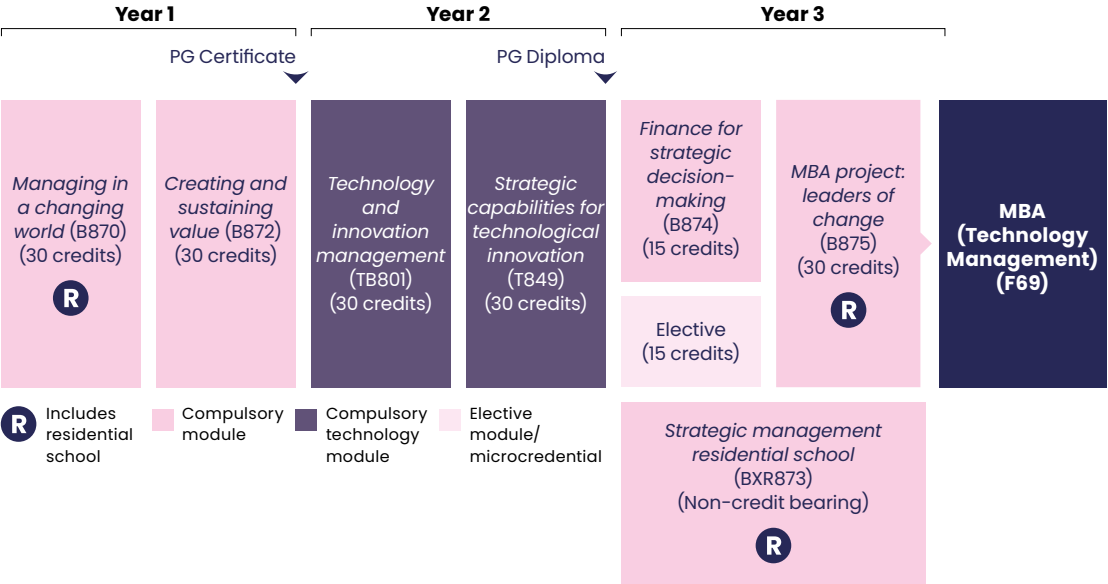 Year 1
Year 2
Year 3
PG Certificate
PG Diploma
Managing in
a changing
world (B870)
(30 credits)
R
Creating and
sustaining
value (B872)
(30 credits)
Technology
and
innovation
management
(TB801)
(30 credits)
Strategic
capabilities for
technological
innovation
(T849)
(30 credits)
Finance for
strategic
decision-
making
(B874)
(15 credits)
Elective
(15 credits)
MBA project:
leaders of
change
(B875)
(30 credits)
R
MBA
(Technology
Management)
(F69)
R
Includes
residential
school
Compulsory
module
Compulsory
technology
module
Elective
module/
microcredential
Strategic management
residential school
(BXR873)
(Non-credit bearing)
R